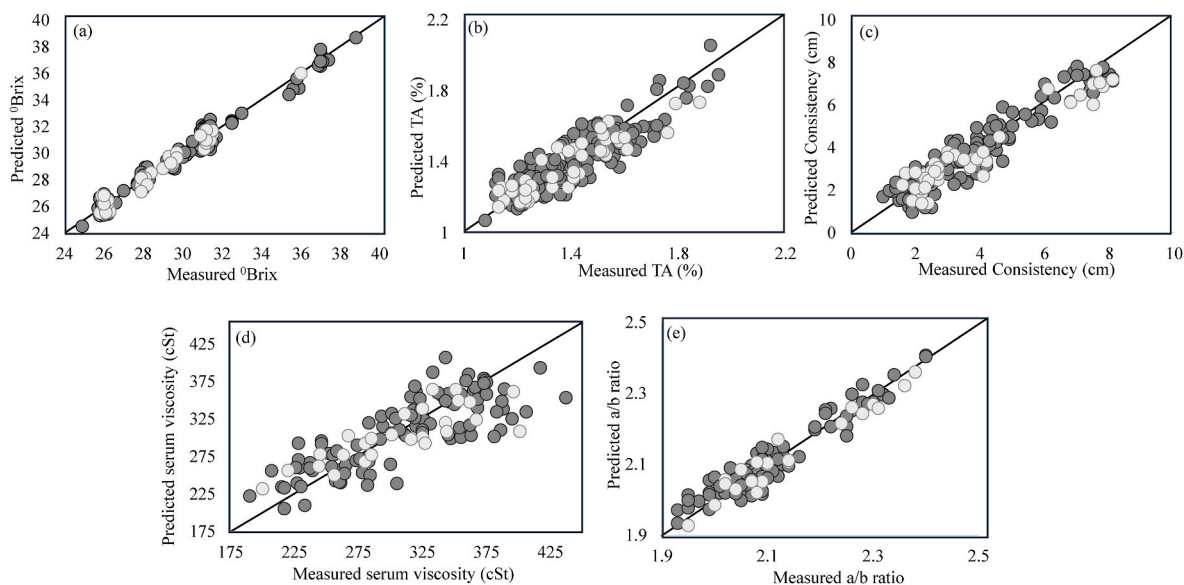 (a)
40
38
36
34
32
30
28
26
24
24 26 28 30 32 34 36 38 40
Predicted ⁰Brix
Measured ⁰Brix
(b)
2.2
1.8
1.4
1
1 1.4 1.8 2.2
Predicted TA (%)
Measured TA (%)
(c)
10
8
6
4
2
0
0 2 4 6 8 10
Predicted Consistency (cm)
Measured Consistency (cm)
(d)
425
375
325
275
225
175
175 225 275 325 375 425
Predicted serum viscosity (cSt)
Measured serum viscosity (cSt)
(e)
2.5
2.3
2.1
1.9
1.9 2.1 2.3 2.5
Predicted a/b ratio
Measured a/b ratio